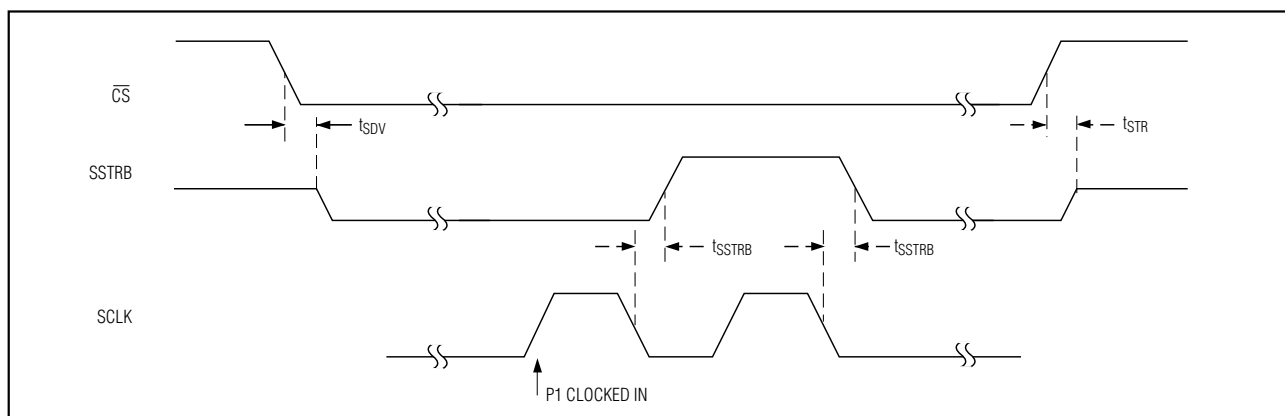 CS
tSDV
tSTR
SSTRB
tSSTRB
tSSTRB
SCLK
P1 CLOCKED IN